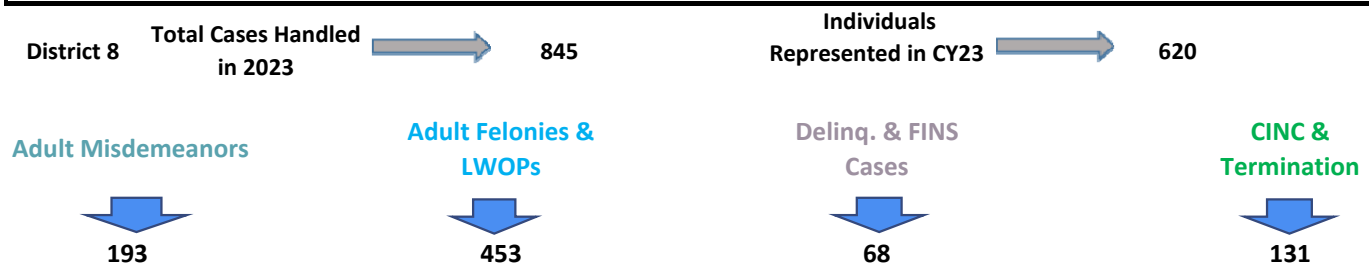 District 8
Total Cases Handled
in 2023
845
Individuals
Represented in CY23
620
Adult Misdemeanors
Adult Felonies &
LWOPs
Delinq. & FINS
Cases
CINC &
Termination
193
453
68
131